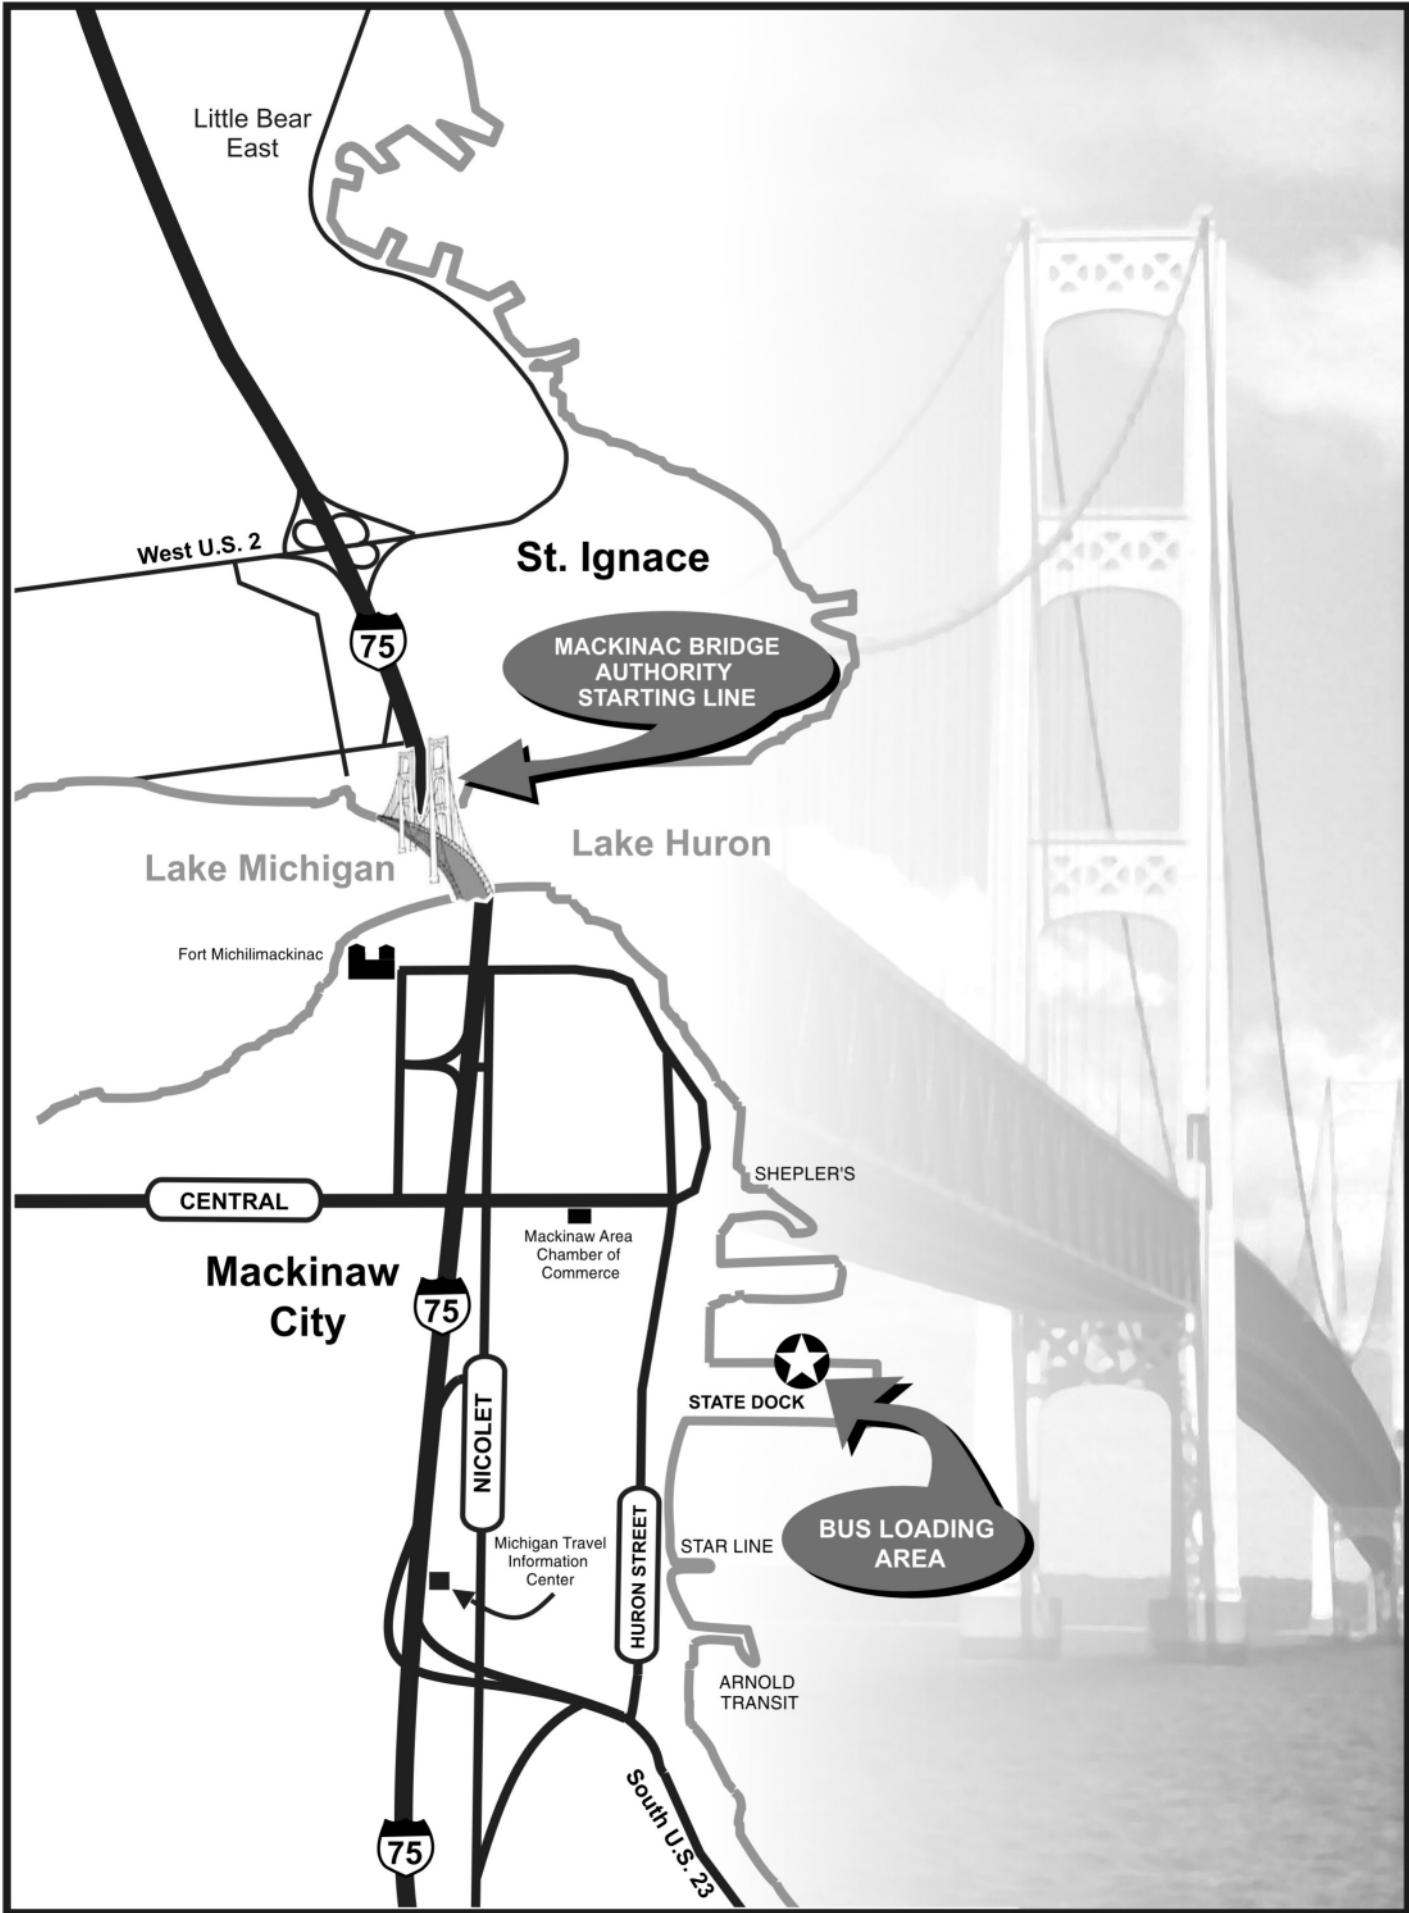 Little Bear
East
West U.S. 2
St. Ignace
75
MACKINAC BRIDGE
AUTHORITY
STARTING LINE
Lake Huron
Lake Michigan
Fort Michilimackinac
SHEPLER'S
CENTRAL
Mackinaw Area
Chamber of
Commerce
Mackinaw
City
75
STATE DOCK
NICOLET
BUS LOADING
AREA
HURON STREET
STAR LINE
Michigan Travel
Information
Center
ARNOLD
TRANSIT
South U.S. 23
75